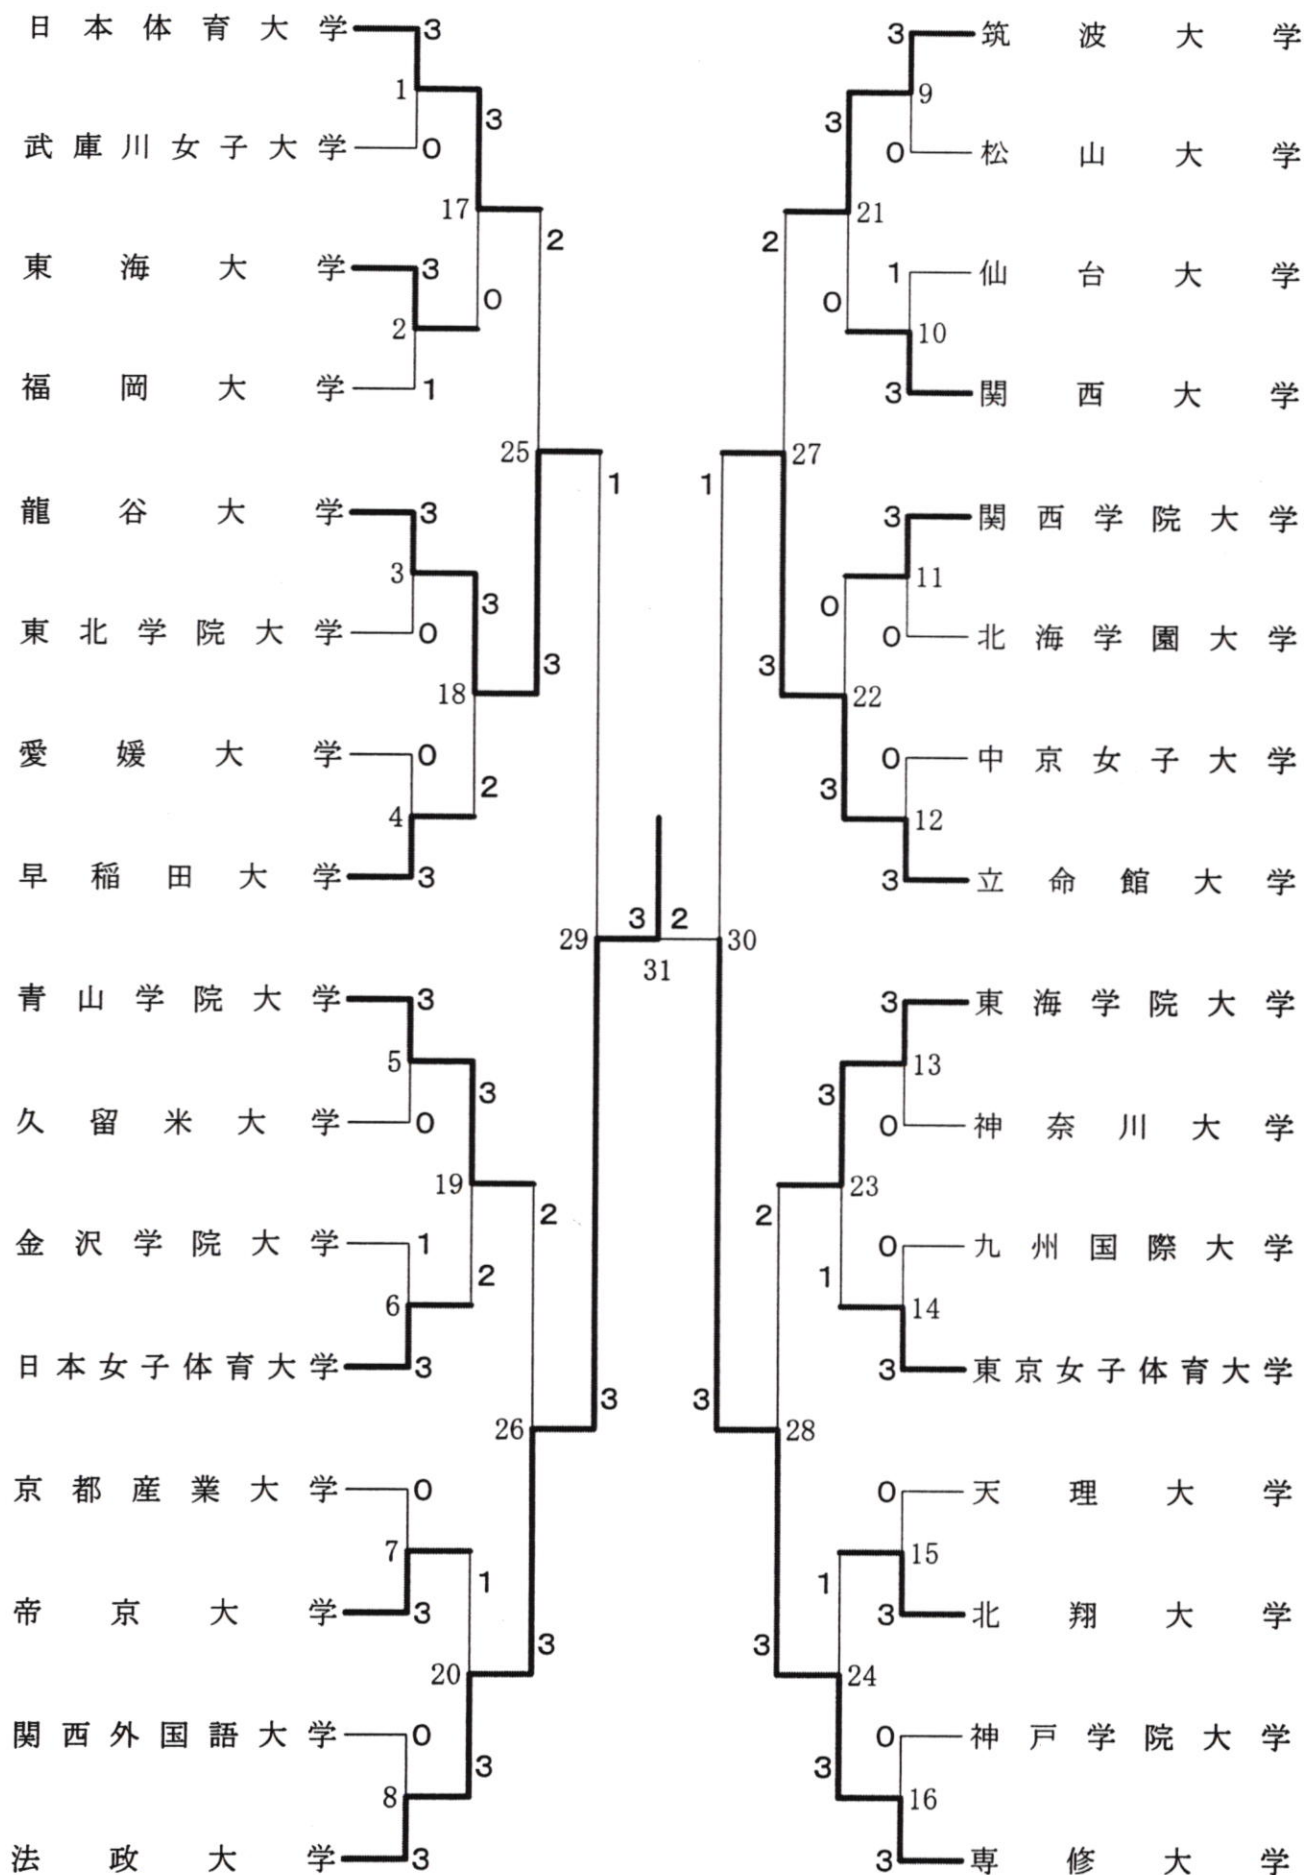 日本体育大学 3
1
武庫川女子大学 0
3
17
東海大学 3
0
2
福岡大学 1
2
25
龍谷大学 3
3
3
東北学院大学 0
18
3
愛媛大学 0
2
4
早稲田大学 3
1
29
青山学院大学 3
5
3
久留米大学 0
19
2
金沢学院大学 1
2
6
日本女子体育大学 3
3
26
京都産業大学 0
7
1
帝京大学 3
3
20
関西外国語大学 0
3
8
法政大学 3
3 2
31
3 筑波大学
9
3
0 松山大学
21
2
1 仙台大学
0
10
3 関西大学
27
1
3 関西学院大学
11
0
0 北海学園大学
3
22
0 中京女子大学
3
12
3 立命館大学
30
3 東海学院大学
13
3
0 神奈川大学
23
2
0 九州国際大学
1
14
3 東京女子体育大学
3
28
0 天理大学
15
1
3 北翔大学
3
24
0 神戸学院大学
3
16
3 専修大学